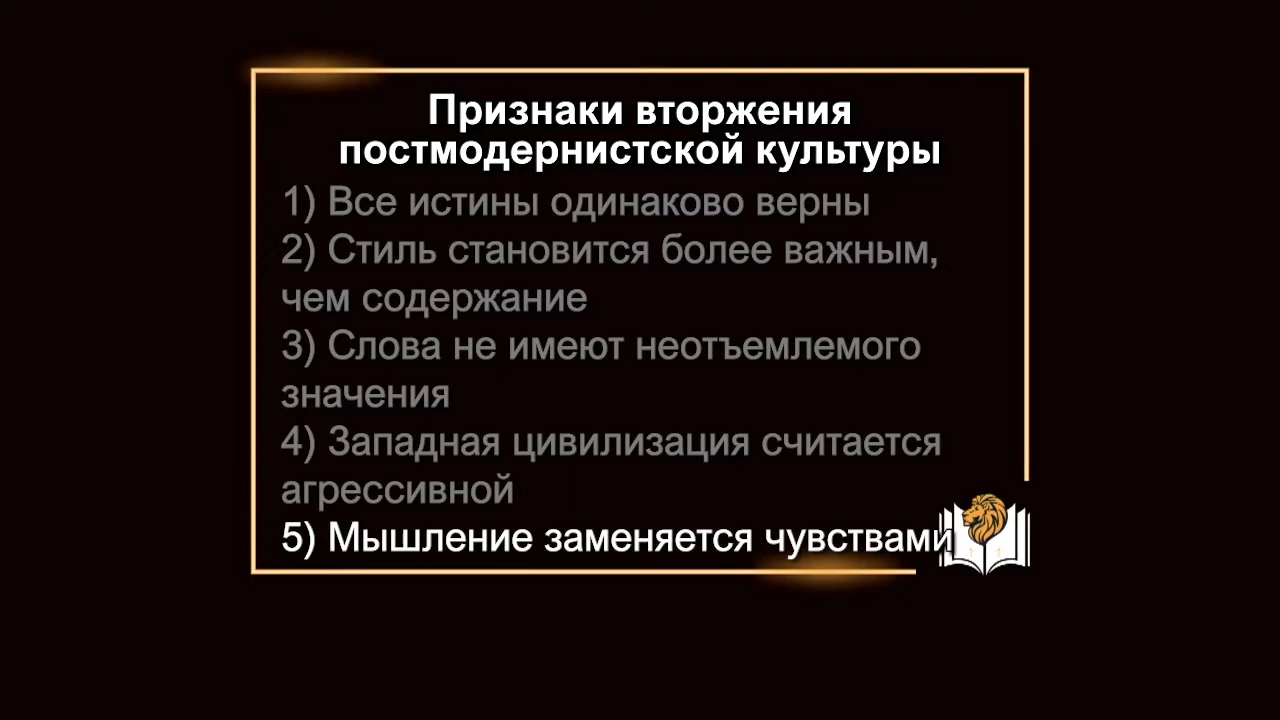 Признаки вторжения
постмодернистской культуры
1) Все истины одинаково верны
2) Стиль становится более важным,
чем содержание
3) Слова не имеют неотъемлемого
значения
4) Западная цивилизация считается
агрессивной
5) Мышление заменяется чувствами